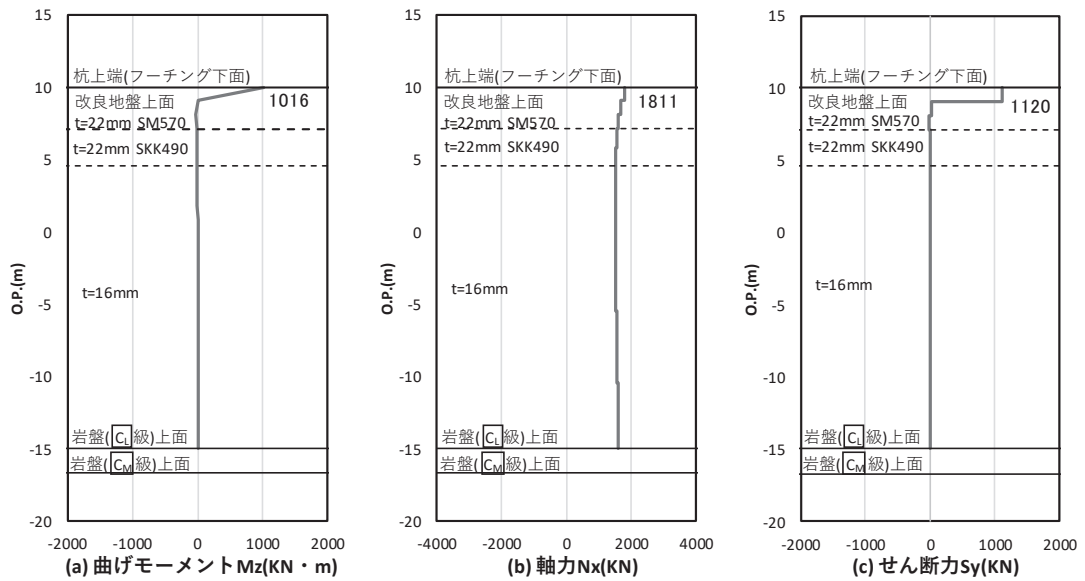 15
杭上端(フーチング下面)
10
1016
改良地盤上面
t=22mm SM570
t=22mm SKK490
5
0
O.P.(m)
t=16mm
-5
-10
岩盤(CL級)上面
-15
岩盤(CM級)上面
-20
-2000 -1000 0 1000 2000
(a) 曲げモーメントMz(KN・m)
15
杭上端(フーチング下面)
10
1811
改良地盤上面
t=22mm SM570
t=22mm SKK490
5
0
O.P.(m)
t=16mm
-5
-10
岩盤(CL級)上面
-15
岩盤(CM級)上面
-20
-4000 -2000 0 2000 4000
(b) 軸力Nx(KN)
15
杭上端(フーチング下面)
10
1120
改良地盤上面
t=22mm SM570
t=22mm SKK490
5
0
O.P.(m)
t=16mm
-5
-10
岩盤(CL級)上面
-15
岩盤(CM級)上面
-20
-2000 -1000 0 1000 2000
(c) せん断力Sy(KN)